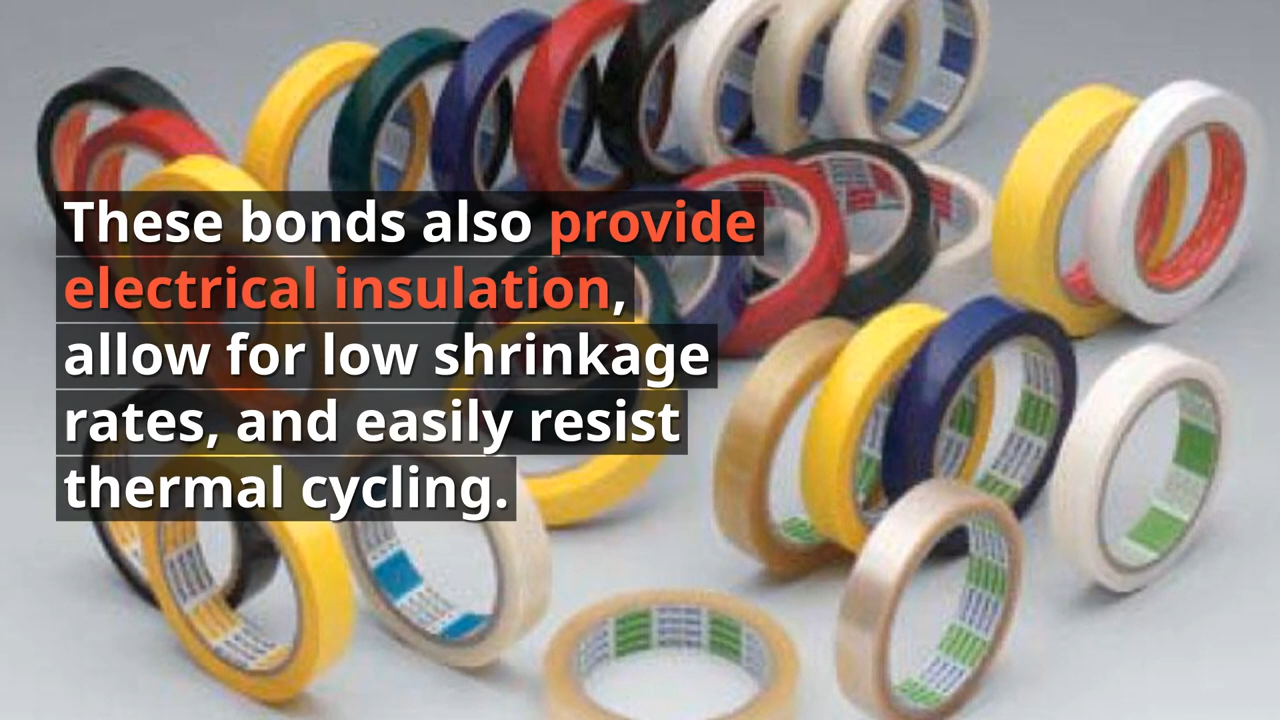 These bonds also provide
electrical insulation,
allow for low shrinkage
rates, and easily resist
thermal cycling.